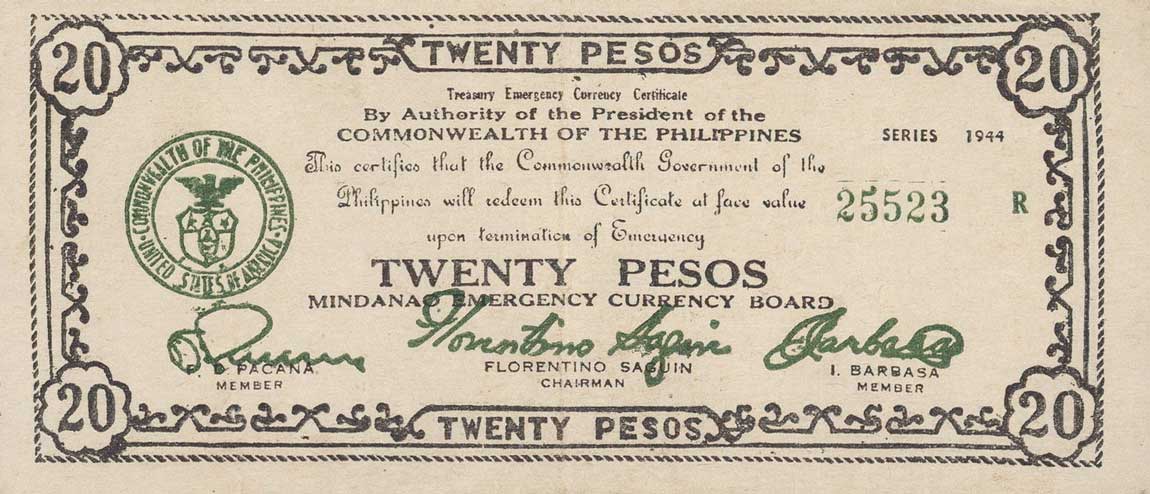 20 TWENTY PESOS 20
Treasury Emergency Currency Certificate
By Authority of the President of the
COMMONWEALTH OF THE PHILIPPINES
SERIES 1944
This certifies that the Commonwealth Government of the
Philippines will redeem this Certificate at face value
upon termination of Emergency
25523 R
COMMONWEALTH OF THE PHILIPPINES
UNITED STATES OF AMERICA
TWENTY PESOS
MINDANAO EMERGENCY CURRENCY BOARD
Florentino Saguin
I Barbasa
D PACANA
MEMBER
FLORENTINO SAGUIN
CHAIRMAN
I. BARBASA
MEMBER
20 TWENTY PESOS 20